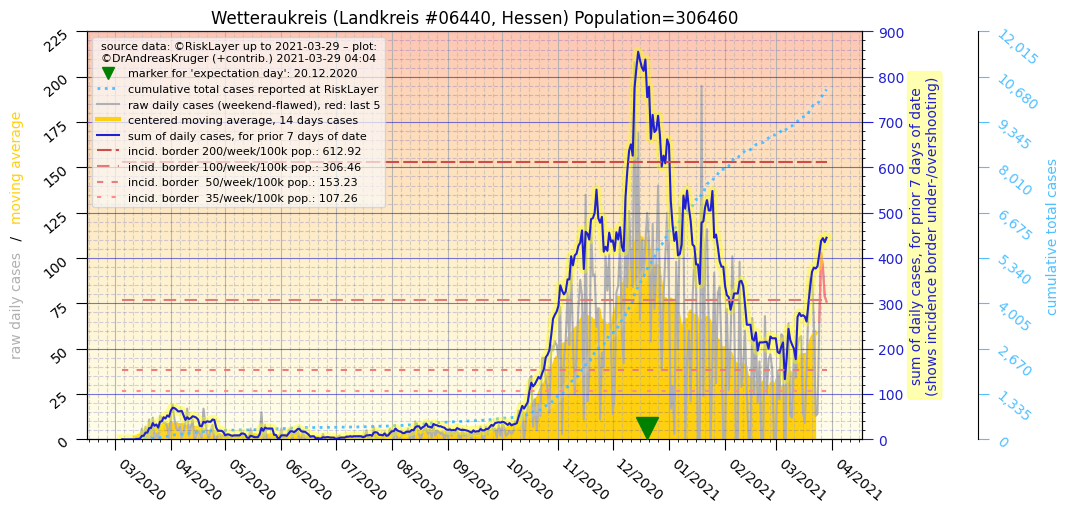 Wetteraukreis (Landkreis #06440, Hessen) Population=306460
source data: ©RiskLayer up to 2021-03-29 – plot:
©DrAndreasKruger (+contrib.) 2021-03-29 04:04
marker for 'expectation day': 20.12.2020
cumulative total cases reported at RiskLayer
raw daily cases (weekend-flawed), red: last 5
centered moving average, 14 days cases
sum of daily cases, for prior 7 days of date
incid. border 200/week/100k pop.: 612.92
incid. border 100/week/100k pop.: 306.46
incid. border  50/week/100k pop.: 153.23
incid. border  35/week/100k pop.: 107.26
raw daily cases / moving average
225
200
175
150
125
100
75
50
25
0
03/2020
04/2020
05/2020
06/2020
07/2020
08/2020
09/2020
10/2020
11/2020
12/2020
01/2021
02/2021
03/2021
04/2021
900
800
700
600
500
400
300
200
100
0
sum of daily cases, for prior 7 days of date
(shows incidence border under-/overshooting)
12,015
10,680
9,345
8,010
6,675
5,340
4,005
2,670
1,335
0
cumulative total cases